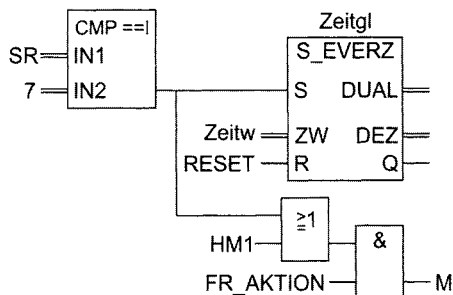 Zeitgl
CMP ==I
S_EVERZ
SR IN1
7 IN2
S DUAL
Zeitw ZW DEZ
RESET R Q
≥1
HM1
&
FR_AKTION M